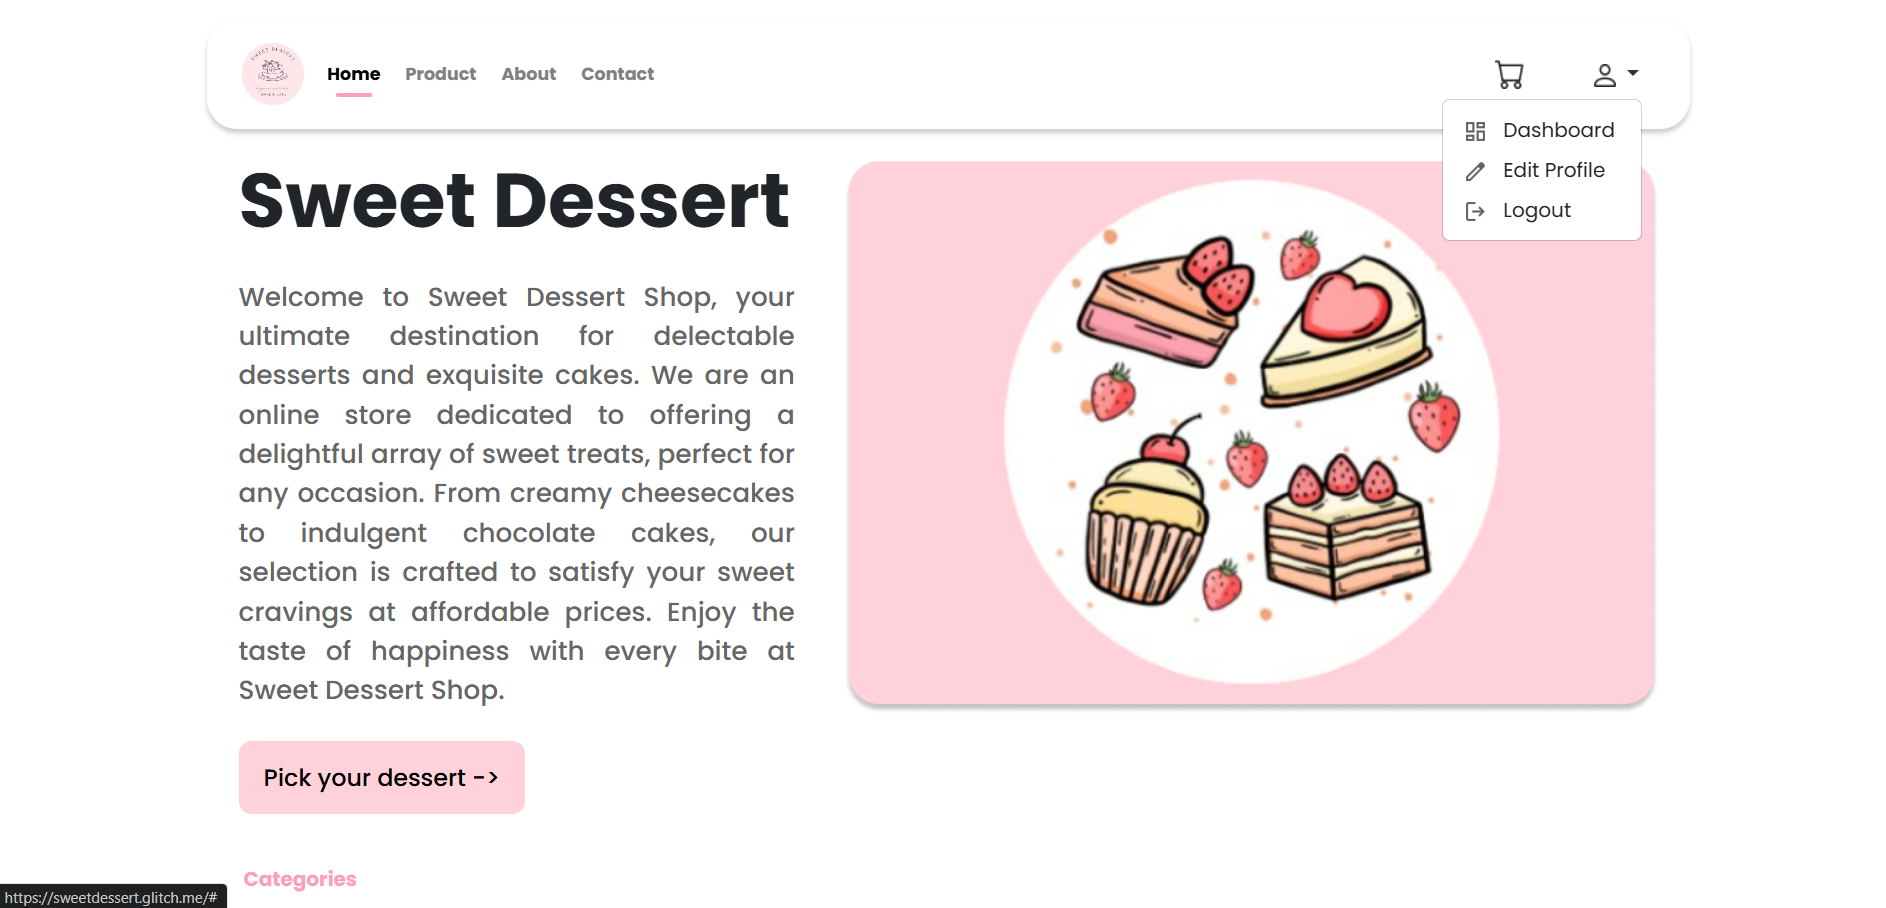 SWEET DESSERT
Home
Product
About
Contact
Dashboard
Edit Profile
Logout
Sweet Dessert
Welcome to Sweet Dessert Shop, your
ultimate destination for delectable
desserts and exquisite cakes. We are an
online store dedicated to offering a
delightful array of sweet treats, perfect for
any occasion. From creamy cheesecakes
to indulgent chocolate cakes, our
selection is crafted to satisfy your sweet
cravings at affordable prices. Enjoy the
taste of happiness with every bite at
Sweet Dessert Shop.
Pick your dessert ->
Categories
https://sweetdessert.glitch.me/#